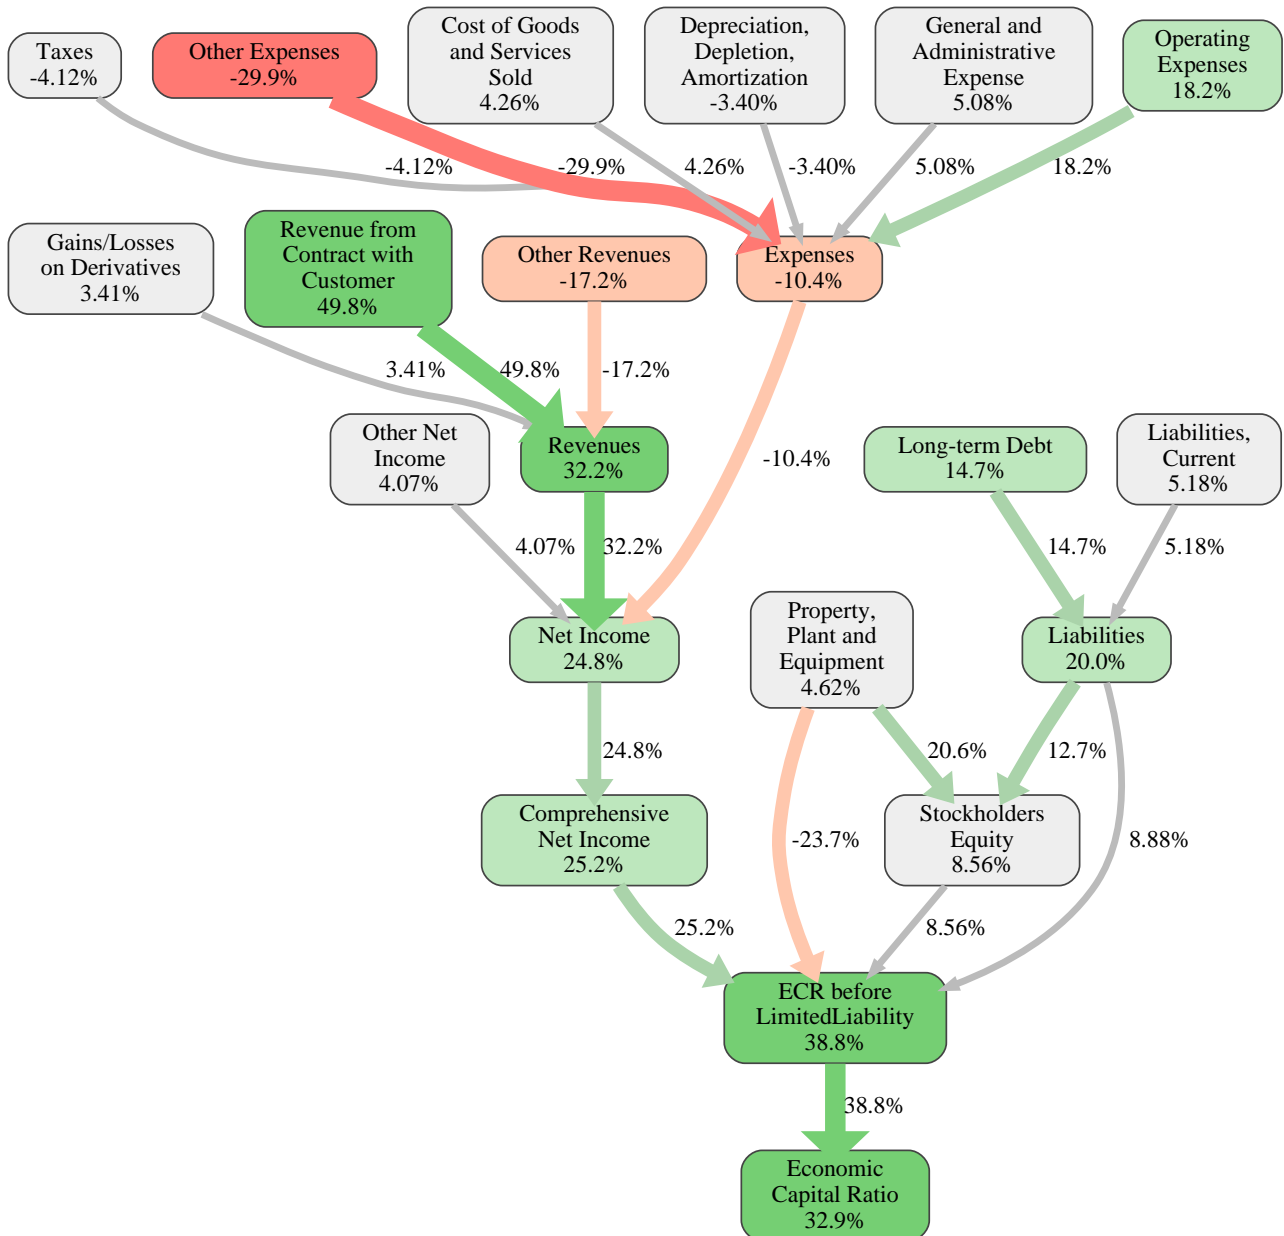 Taxes
-4.12%
Other Expenses
-29.9%
Cost of Goods
and Services
Sold
4.26%
Depreciation,
Depletion,
Amortization
-3.40%
General and
Administrative
Expense
5.08%
Operating
Expenses
18.2%
-4.12%
-29.9%
4.26%
-3.40%
5.08%
18.2%
Gains/Losses
on Derivatives
3.41%
Revenue from
Contract with
Customer
49.8%
Other Revenues
-17.2%
Expenses
-10.4%
3.41%
49.8%
-17.2%
-10.4%
Other Net
Income
4.07%
Revenues
32.2%
Long-term Debt
14.7%
Liabilities,
Current
5.18%
4.07%
32.2%
14.7%
5.18%
Net Income
24.8%
Property,
Plant and
Equipment
4.62%
Liabilities
20.0%
24.8%
20.6%
12.7%
-23.7%
8.88%
Comprehensive
Net Income
25.2%
Stockholders
Equity
8.56%
25.2%
8.56%
ECR before
LimitedLiability
38.8%
38.8%
Economic
Capital Ratio
32.9%